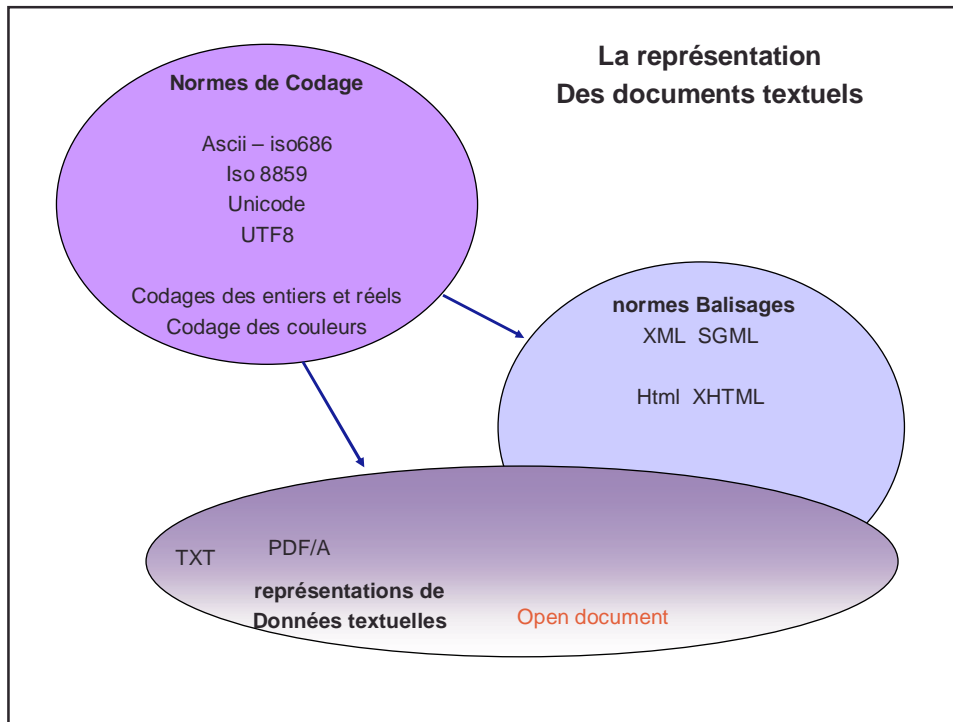 La représentation
Des documents textuels
Normes de Codage
Ascii – iso686
Iso 8859
Unicode
UTF8
Codages des entiers et réels
Codage des couleurs
normes Balisages
XML SGML
Html XHTML
TXT
PDF/A
représentations de
Données textuelles
Open document